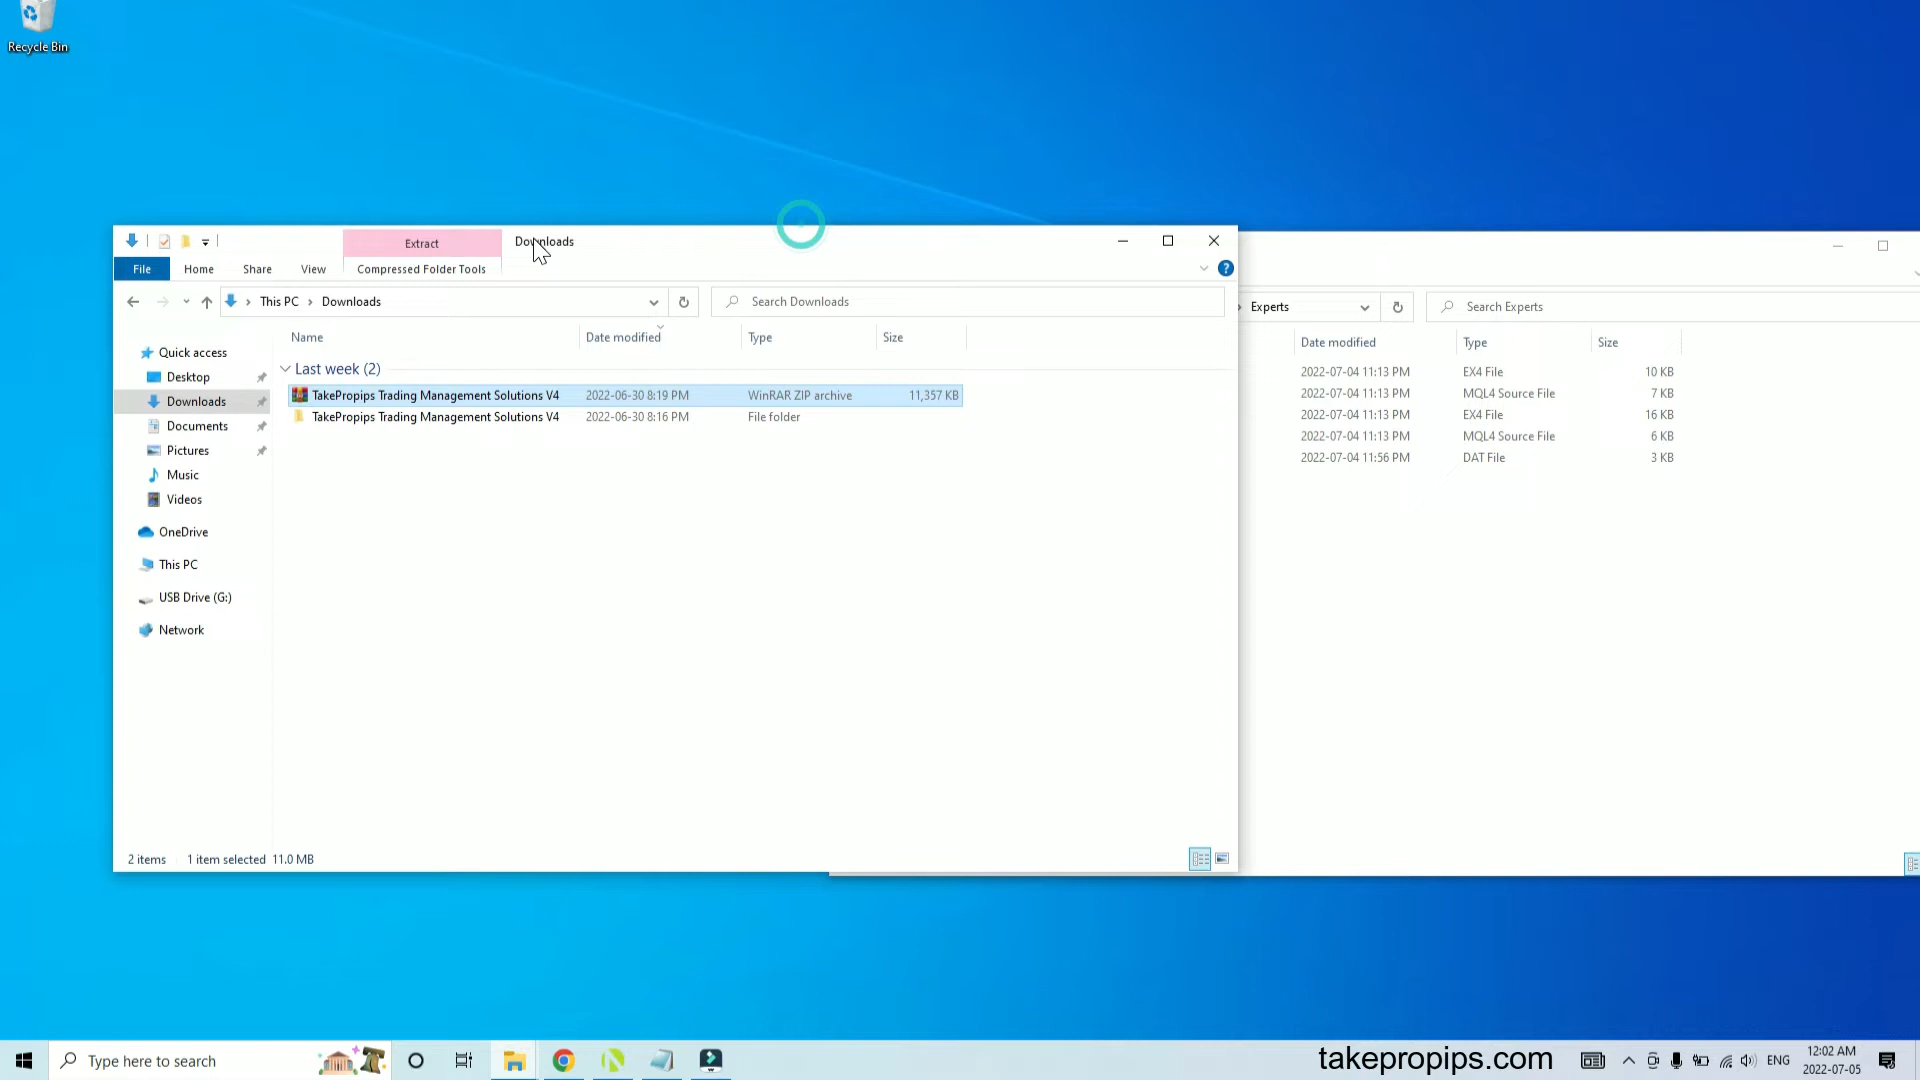 Recycle Bin
Extract
Downloads
File
Home
Share
View
Compressed Folder Tools
This PC
Downloads
Search Downloads
Experts
Search Experts
Name
Date modified
Type
Size
Date modified
Type
Size
Quick access
Desktop
Downloads
Documents
Pictures
Music
Videos
OneDrive
This PC
USB Drive (G:)
Network
Last week (2)
TakePropips Trading Management Solutions V4 2022-06-30 8:19 PM WinRAR ZIP archive 11,357 KB
TakePropips Trading Management Solutions V4 2022-06-30 8:16 PM File folder
2022-07-04 11:13 PM EX4 File 10 KB
2022-07-04 11:13 PM MQL4 Source File 7 KB
2022-07-04 11:13 PM EX4 File 16 KB
2022-07-04 11:13 PM MQL4 Source File 6 KB
2022-07-04 11:56 PM DAT File 3 KB
2 items 1 item selected 11.0 MB
Type here to search
takepropips.com
ENG
12:02 AM
2022-07-05